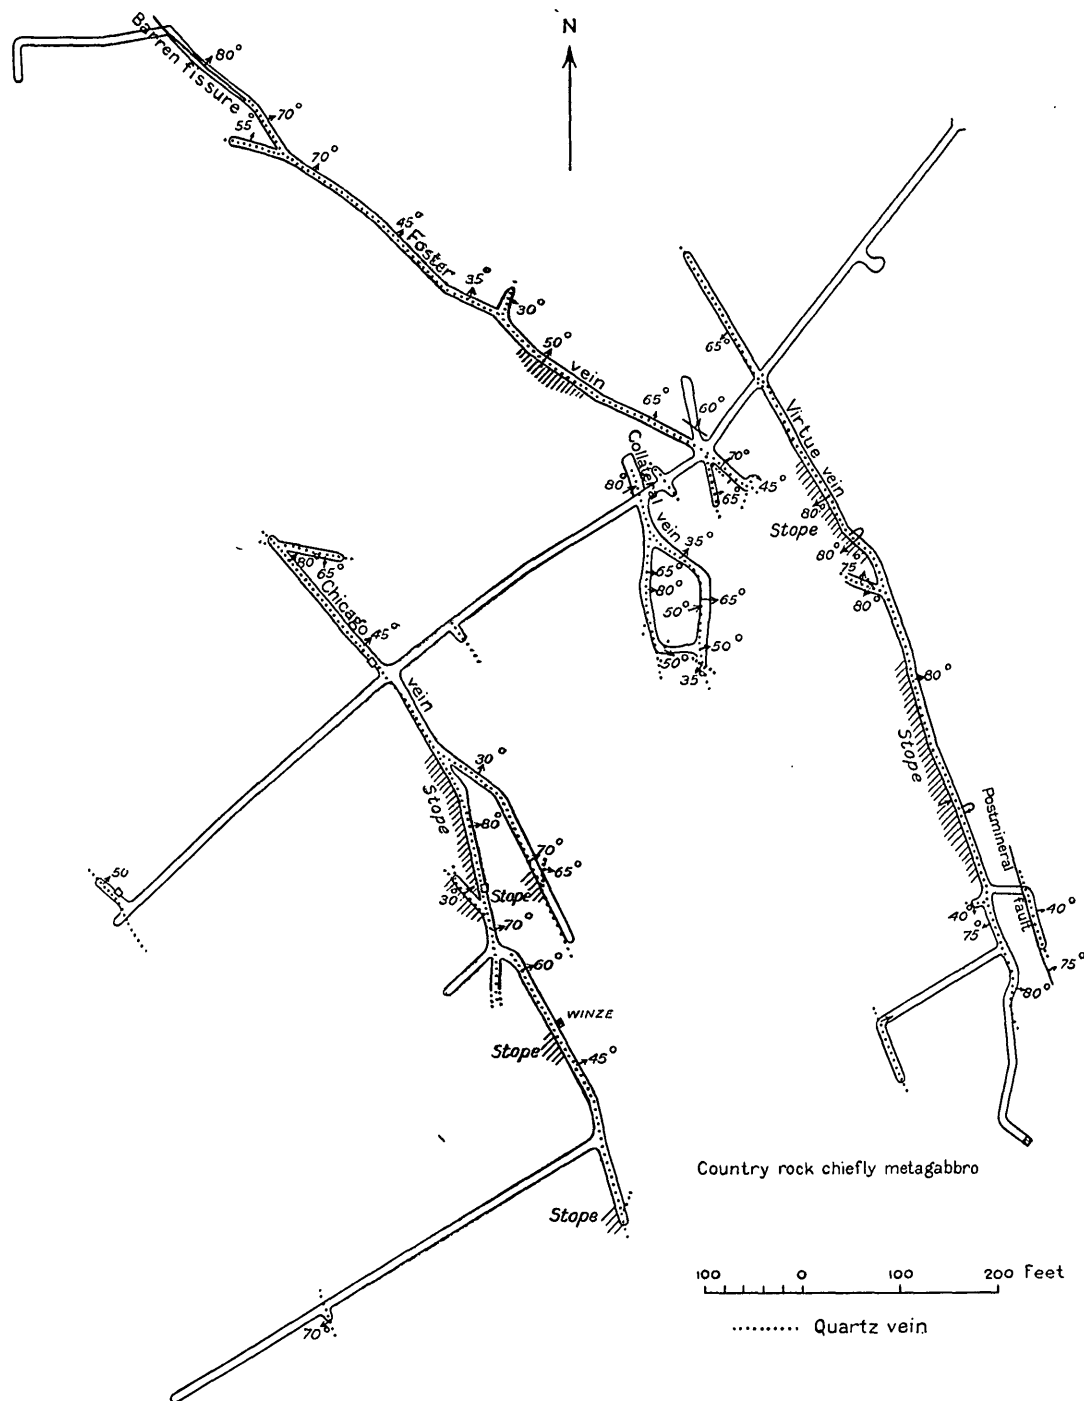 N
Barren fissure
80°
70°
55°
70°
45°
Foster
35°
30°
50°
vein
65°
60°
65°
Virtue vein
Collateral vein
70°
45°
80°
65°
80°
Stope
35°
80°
75
80°
65°
80°
50°
65°
50°
50°
35°
80°
65°
Chicago
45°
vein
80°
Stope
30°
Stope
80°
Postmineral fault
50
70°
65°
30
Stope
70°
40°
75°
40°
75°
80°
60°
WINZE
Stope
45°
Country rock chiefly metagabbro
Stope
100 0 100 200 Feet
Quartz vein
70°